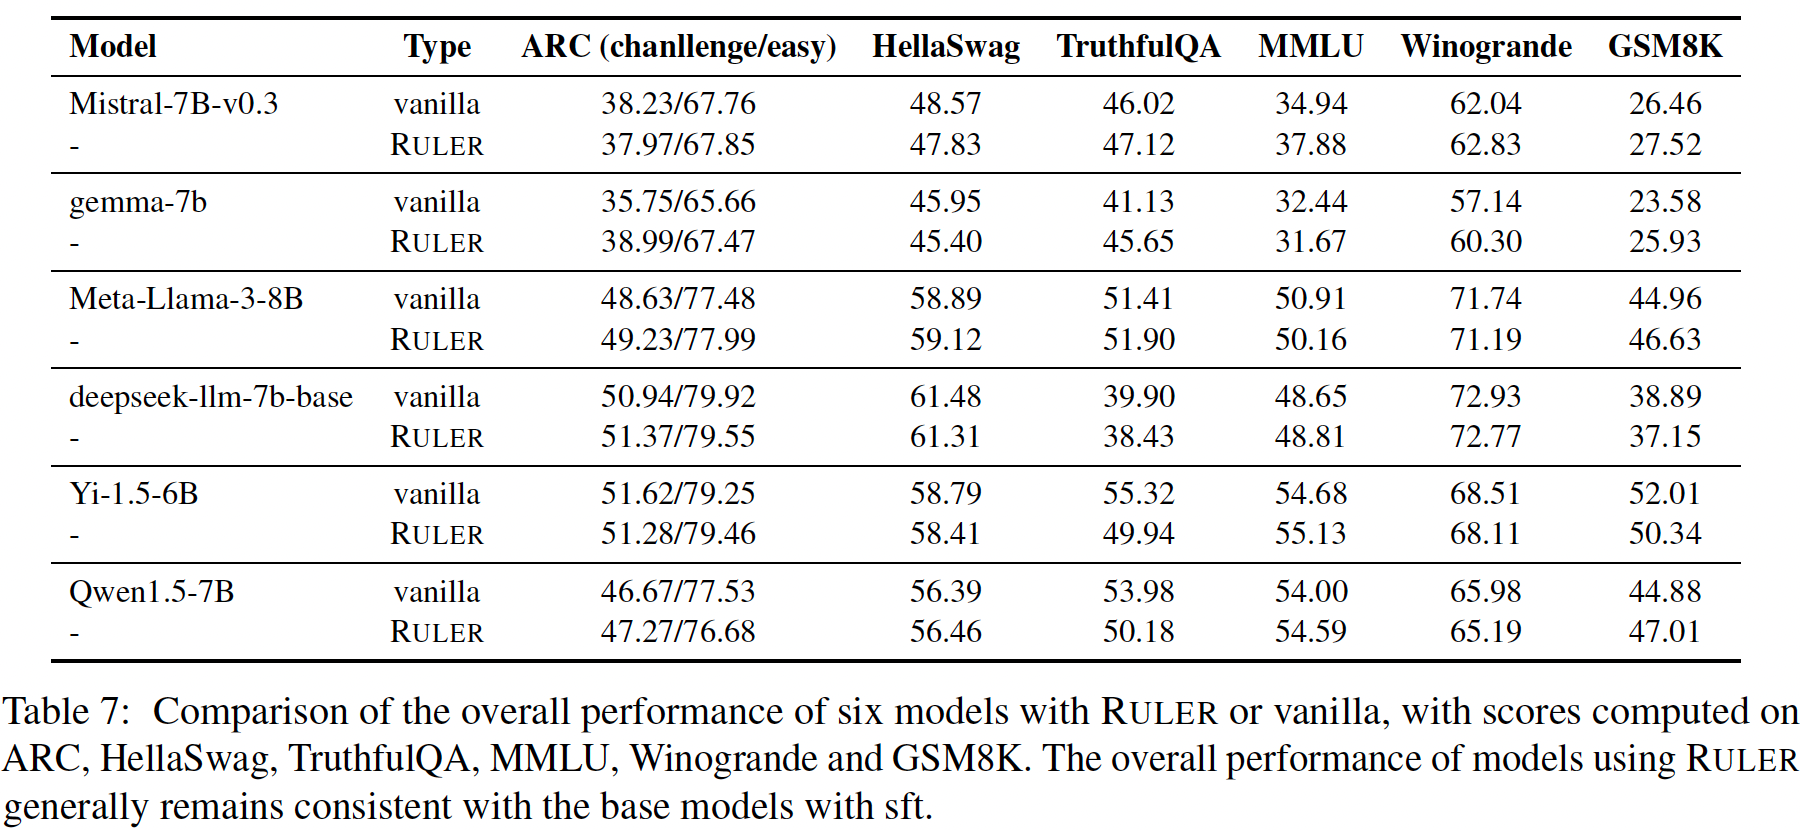 Model Type ARC (chanllenge/easy) HellaSwag TruthfulQA MMLU Winogrande GSM8K
Mistral-7B-v0.3 vanilla 38.23/67.76 48.57 46.02 34.94 62.04 26.46
- RULER 37.97/67.85 47.83 47.12 37.88 62.83 27.52
gemma-7b vanilla 35.75/65.66 45.95 41.13 32.44 57.14 23.58
- RULER 38.99/67.47 45.40 45.65 31.67 60.30 25.93
Meta-Llama-3-8B vanilla 48.63/77.48 58.89 51.41 50.91 71.74 44.96
- RULER 49.23/77.99 59.12 51.90 50.16 71.19 46.63
deepseek-llm-7b-base vanilla 50.94/79.92 61.48 39.90 48.65 72.93 38.89
- RULER 51.37/79.55 61.31 38.43 48.81 72.77 37.15
Yi-1.5-6B vanilla 51.62/79.25 58.79 55.32 54.68 68.51 52.01
- RULER 51.28/79.46 58.41 49.94 55.13 68.11 50.34
Qwen1.5-7B vanilla 46.67/77.53 56.39 53.98 54.00 65.98 44.88
- RULER 47.27/76.68 56.46 50.18 54.59 65.19 47.01
Table 7: Comparison of the overall performance of six models with RULER or vanilla, with scores computed on
ARC, HellaSwag, TruthfulQA, MMLU, Winogrande and GSM8K. The overall performance of models using RULER
generally remains consistent with the base models with sft.